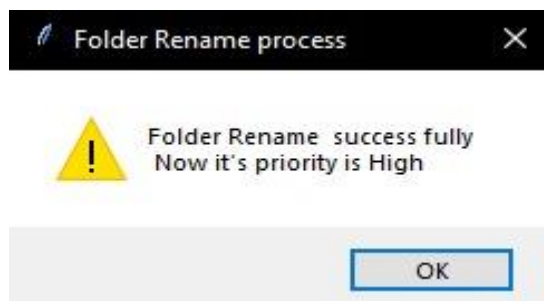 Folder Rename process
Folder Rename  success fully
Now it's priority is High
OK